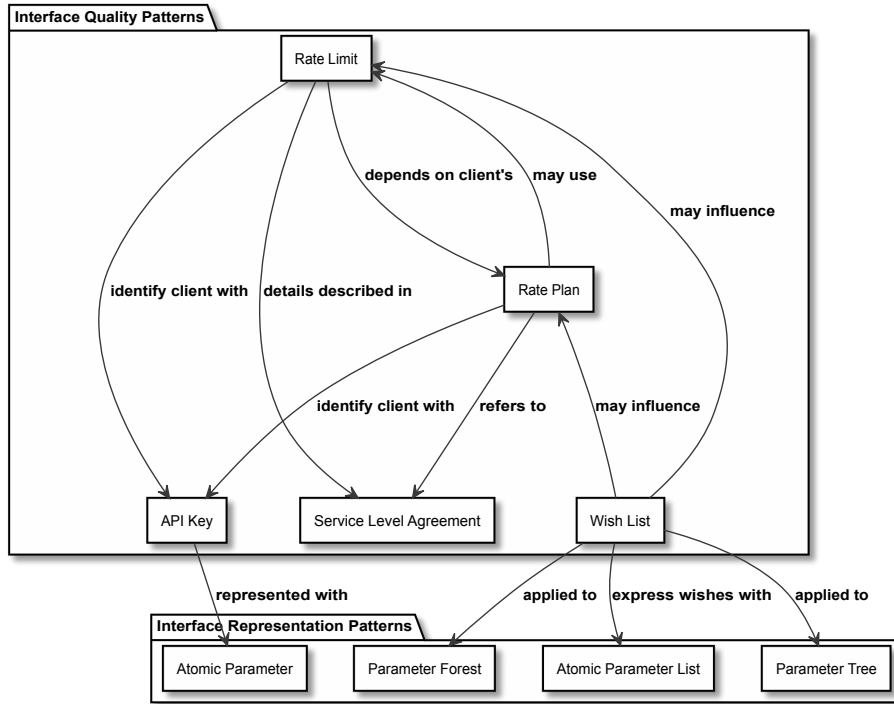 Interface Quality Patterns
Rate Limit
depends on client's
may use
may influence
identify client with
details described in
Rate Plan
identify client with
refers to
may influence
API Key
Service Level Agreement
Wish List
represented with
applied to
express wishes with
applied to
Interface Representation Patterns
Atomic Parameter
Parameter Forest
Atomic Parameter List
Parameter Tree